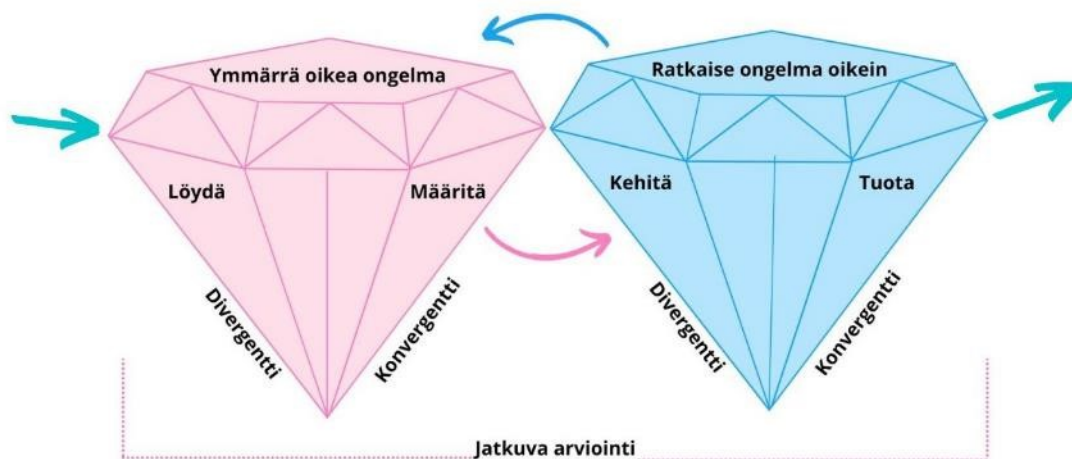 Ymmärrä oikea ongelma
Ratkaise ongelma oikein
Löydä
Määritä
Kehitä
Tuota
Divergentti
Konvergentti
Divergentti
Konvergentti
Jatkuva arviointi